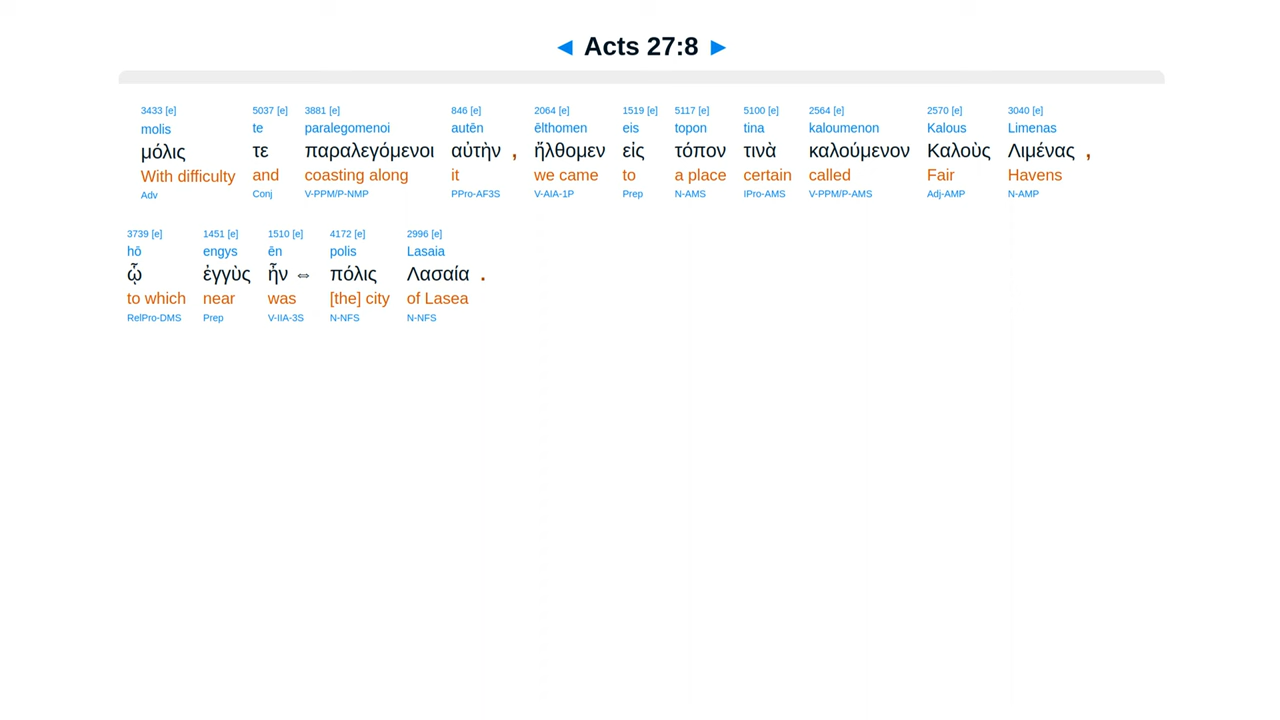 ◄ Acts 27:8 ►
3433 [e] 5037 [e] 3881 [e] 846 [e] 2064 [e] 1519 [e] 5117 [e] 5100 [e] 2564 [e] 2570 [e] 3040 [e]
molis te paralegomenoi autēn ēlthomen eis topon tina kaloumenon Kalous Limenas
μόλις τε παραλεγόμενοι αὐτὴν , ἤλθομεν εἰς τόπον τινὰ καλούμενον Καλοὺς Λιμένας ,
With difficulty and coasting along it we came to a place certain called Fair Havens
Adv Conj V-PPM/P-NMP PPro-AF3S V-AIA-1P Prep N-AMS IPro-AMS V-PPM/P-AMS Adj-AMP N-AMP
3739 [e] 1451 [e] 1510 [e] 4172 [e] 2996 [e]
hō engys ēn polis Lasaia
ᾧ ἐγγὺς ἦν ⇔ πόλις Λασαία .
to which near was [the] city of Lasea
RelPro-DMS Prep V-IIA-3S N-NFS N-NFS